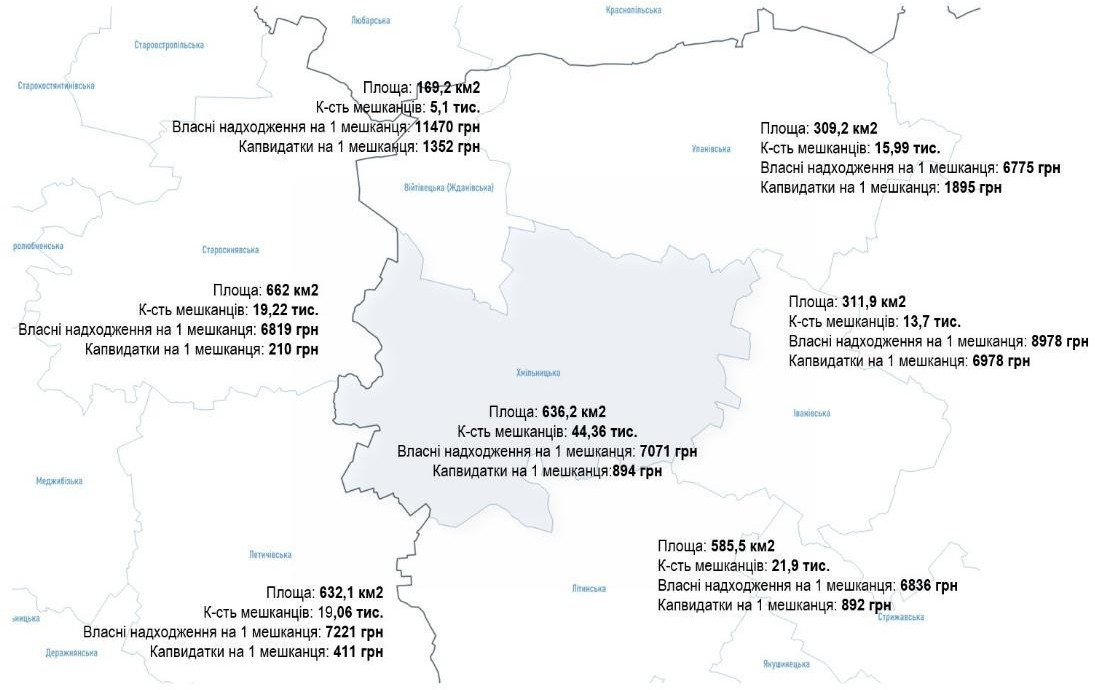 Краснопільська
Любарська
Староостропільська
Старокостянтинівська
Площа: 169,2 км2
К-сть мешканців: 5,1 тис.
Власні надходження на 1 мешканця: 11470 грн
Капвидатки на 1 мешканця: 1352 грн
Уланівська
Площа: 309,2 км2
К-сть мешканців: 15,99 тис.
Власні надходження на 1 мешканця: 6775 грн
Капвидатки на 1 мешканця: 1895 грн
Війтівецька (Жданівська)
ролюбненська
Старосинявська
Площа: 662 км2
К-сть мешканців: 19,22 тис.
Власні надходження на 1 мешканця: 6819 грн
Капвидатки на 1 мешканця: 210 грн
Площа: 311,9 км2
К-сть мешканців: 13,7 тис.
Власні надходження на 1 мешканця: 8978 грн
Капвидатки на 1 мешканця: 6978 грн
Хмільницька
Площа: 636,2 км2
К-сть мешканців: 44,36 тис.
Власні надходження на 1 мешканця: 7071 грн
Капвидатки на 1 мешканця:894 грн
Іванівська
Меджибізька
Летичівська
Площа: 632,1 км2
К-сть мешканців: 19,06 тис.
Власні надходження на 1 мешканця: 7221 грн
Капвидатки на 1 мешканця: 411 грн
Літинська
Площа: 585,5 км2
К-сть мешканців: 21,9 тис.
Власні надходження на 1 мешканця: 6836 грн
Капвидатки на 1 мешканця: 892 грн
Стрижавська
ьницька
Деражнянська
Якушинецька